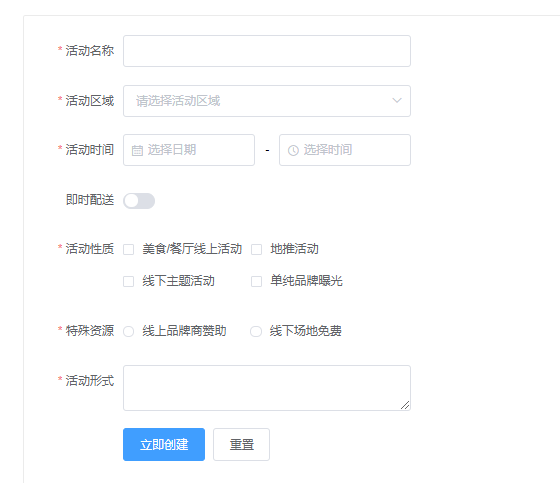 * 活动名称
* 活动区域 请选择活动区域
* 活动时间 选择日期 - 选择时间
即时配送
* 活动性质 美食/餐厅线上活动 地推活动
线下主题活动 单纯品牌曝光
* 特殊资源 线上品牌商赞助 线下场地免费
* 活动形式
立即创建 重置